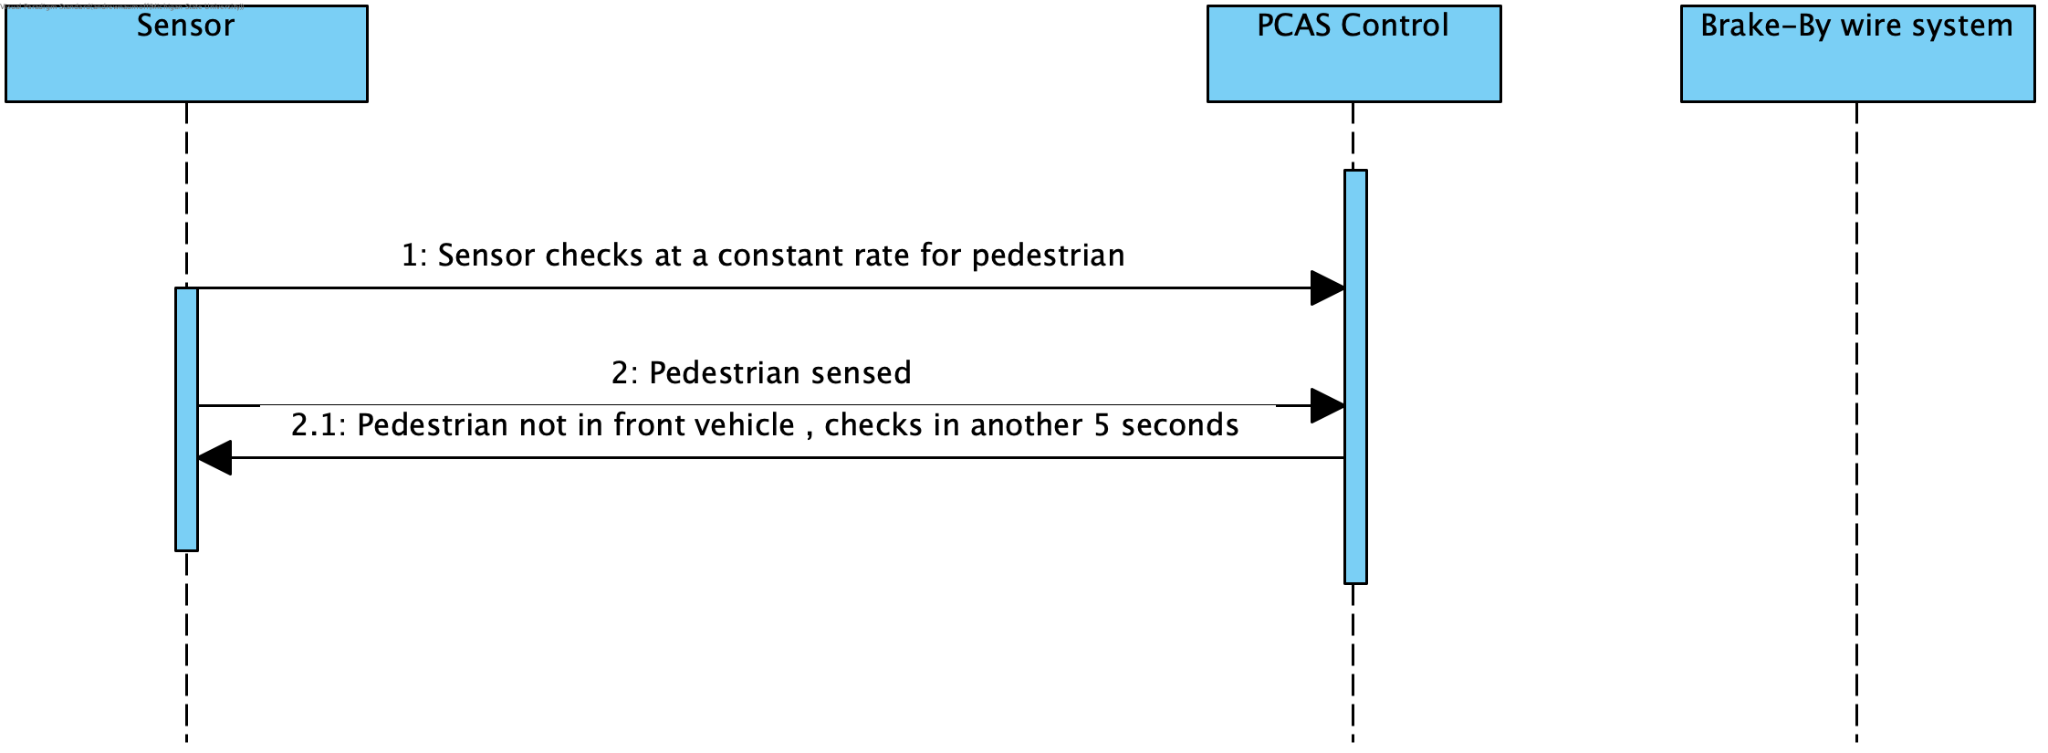 Sensor
PCAS Control
Brake-By wire system
1: Sensor checks at a constant rate for pedestrian
2: Pedestrian sensed
2.1: Pedestrian not in front vehicle , checks in another 5 seconds